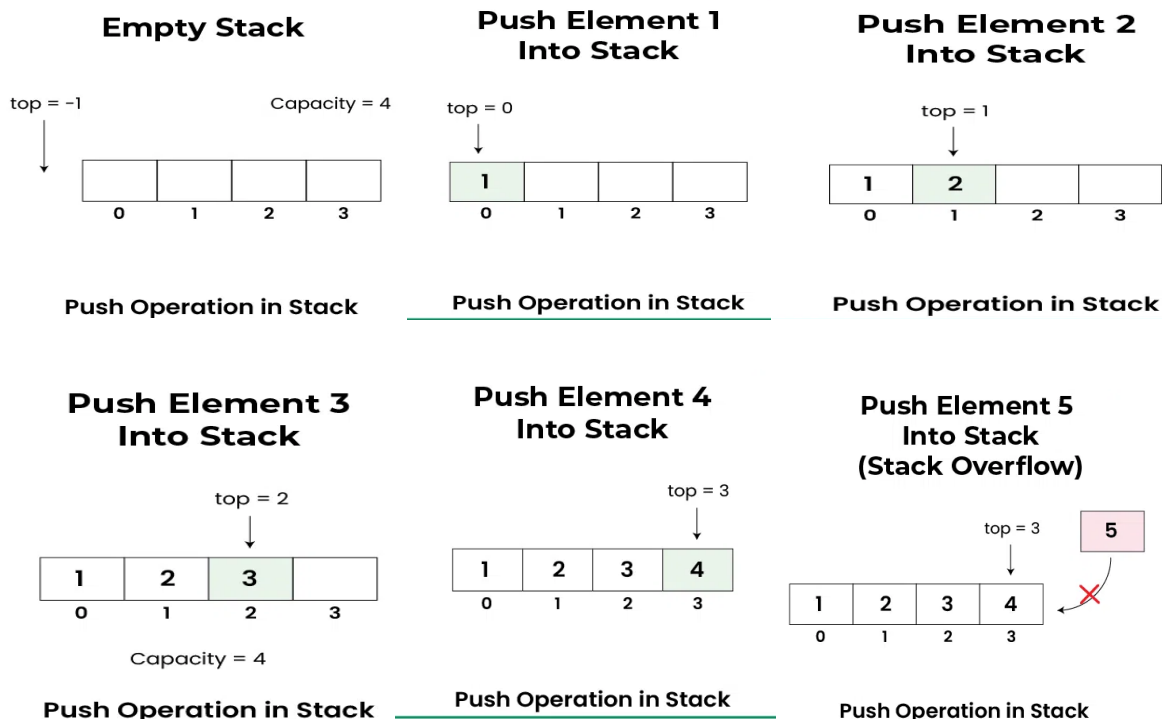 Empty Stack
top = -1
Capacity = 4
0 1 2 3
Push Operation in Stack
Push Element 1
Into Stack
top = 0
1
0 1 2 3
Push Operation in Stack
Push Element 2
Into Stack
top = 1
1 2
0 1 2 3
Push Operation in Stack
Push Element 3
Into Stack
top = 2
1 2 3
0 1 2 3
Capacity = 4
Push Operation in Stack
Push Element 4
Into Stack
top = 3
1 2 3 4
0 1 2 3
Push Operation in Stack
Push Element 5
Into Stack
(Stack Overflow)
top = 3
5
1 2 3 4
0 1 2 3
Push Operation in Stack